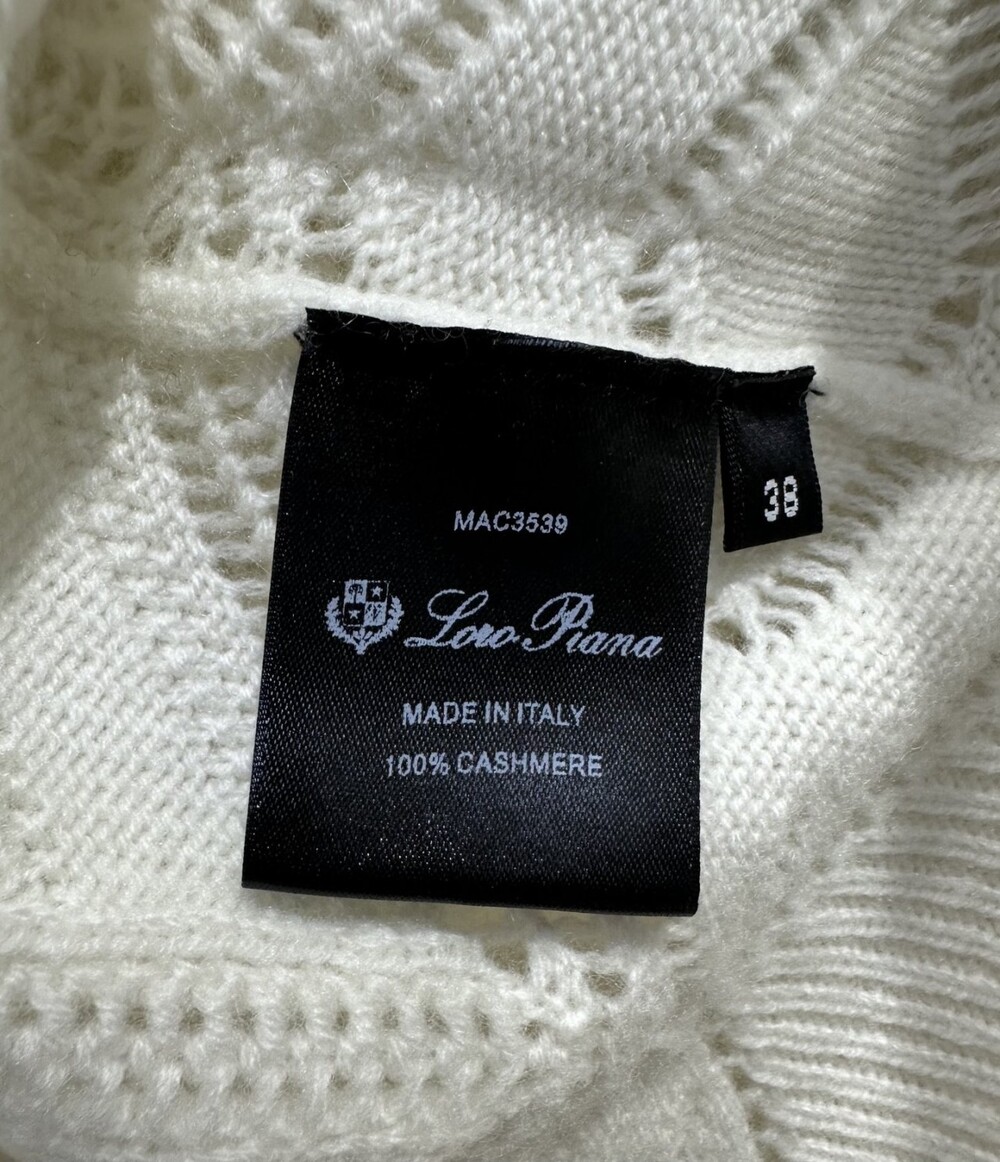 MAC3539
38
Loro Piana
MADE IN ITALY
100% CASHMERE